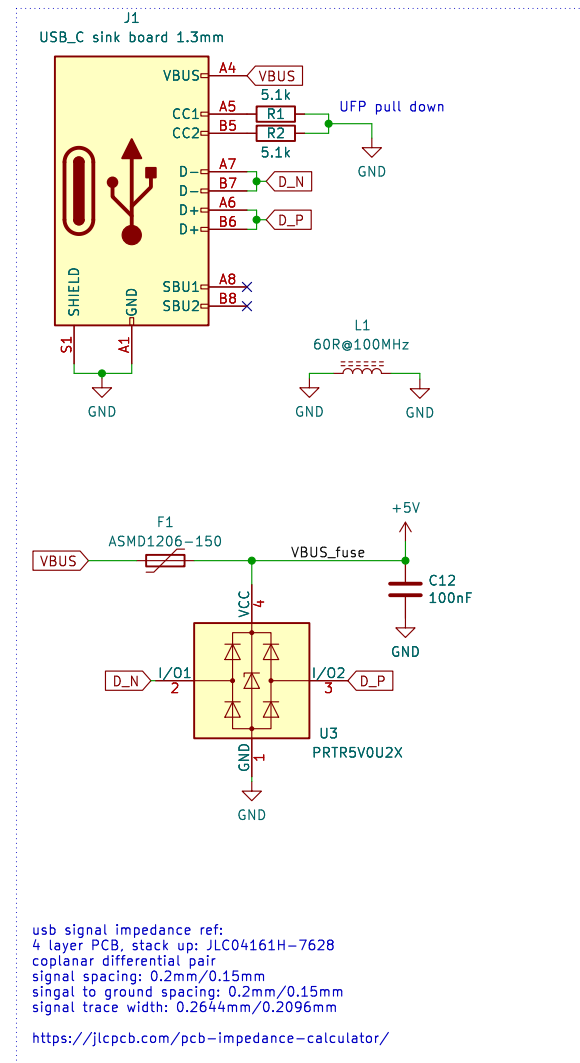 J1
USB_C sink board 1.3mm
VBUS A4 VBUS
5.1k
CC1 A5 R1 UFP pull down
CC2 B5 R2
5.1k
GND
D- A7
D- B7 D_N
D+ A6
D+ B6 D_P
SBU1 A8
SBU2 B8
SHIELD GND
S1 A1
GND
L1
60R@100MHz
GND GND
F1
ASMD1206-150
+5V
VBUS VBUS_fuse
C12
100nF
GND
VCC 4
D_N I/O1 2 I/O2 3 D_P
U3
PRTR5V0U2X
GND 1
GND
usb signal impedance ref:
4 layer PCB, stack up: JLC04161H-7628
coplanar differential pair
signal spacing: 0.2mm/0.15mm
singal to ground spacing: 0.2mm/0.15mm
signal trace width: 0.2644mm/0.2096mm
https://jlcpcb.com/pcb-impedance-calculator/